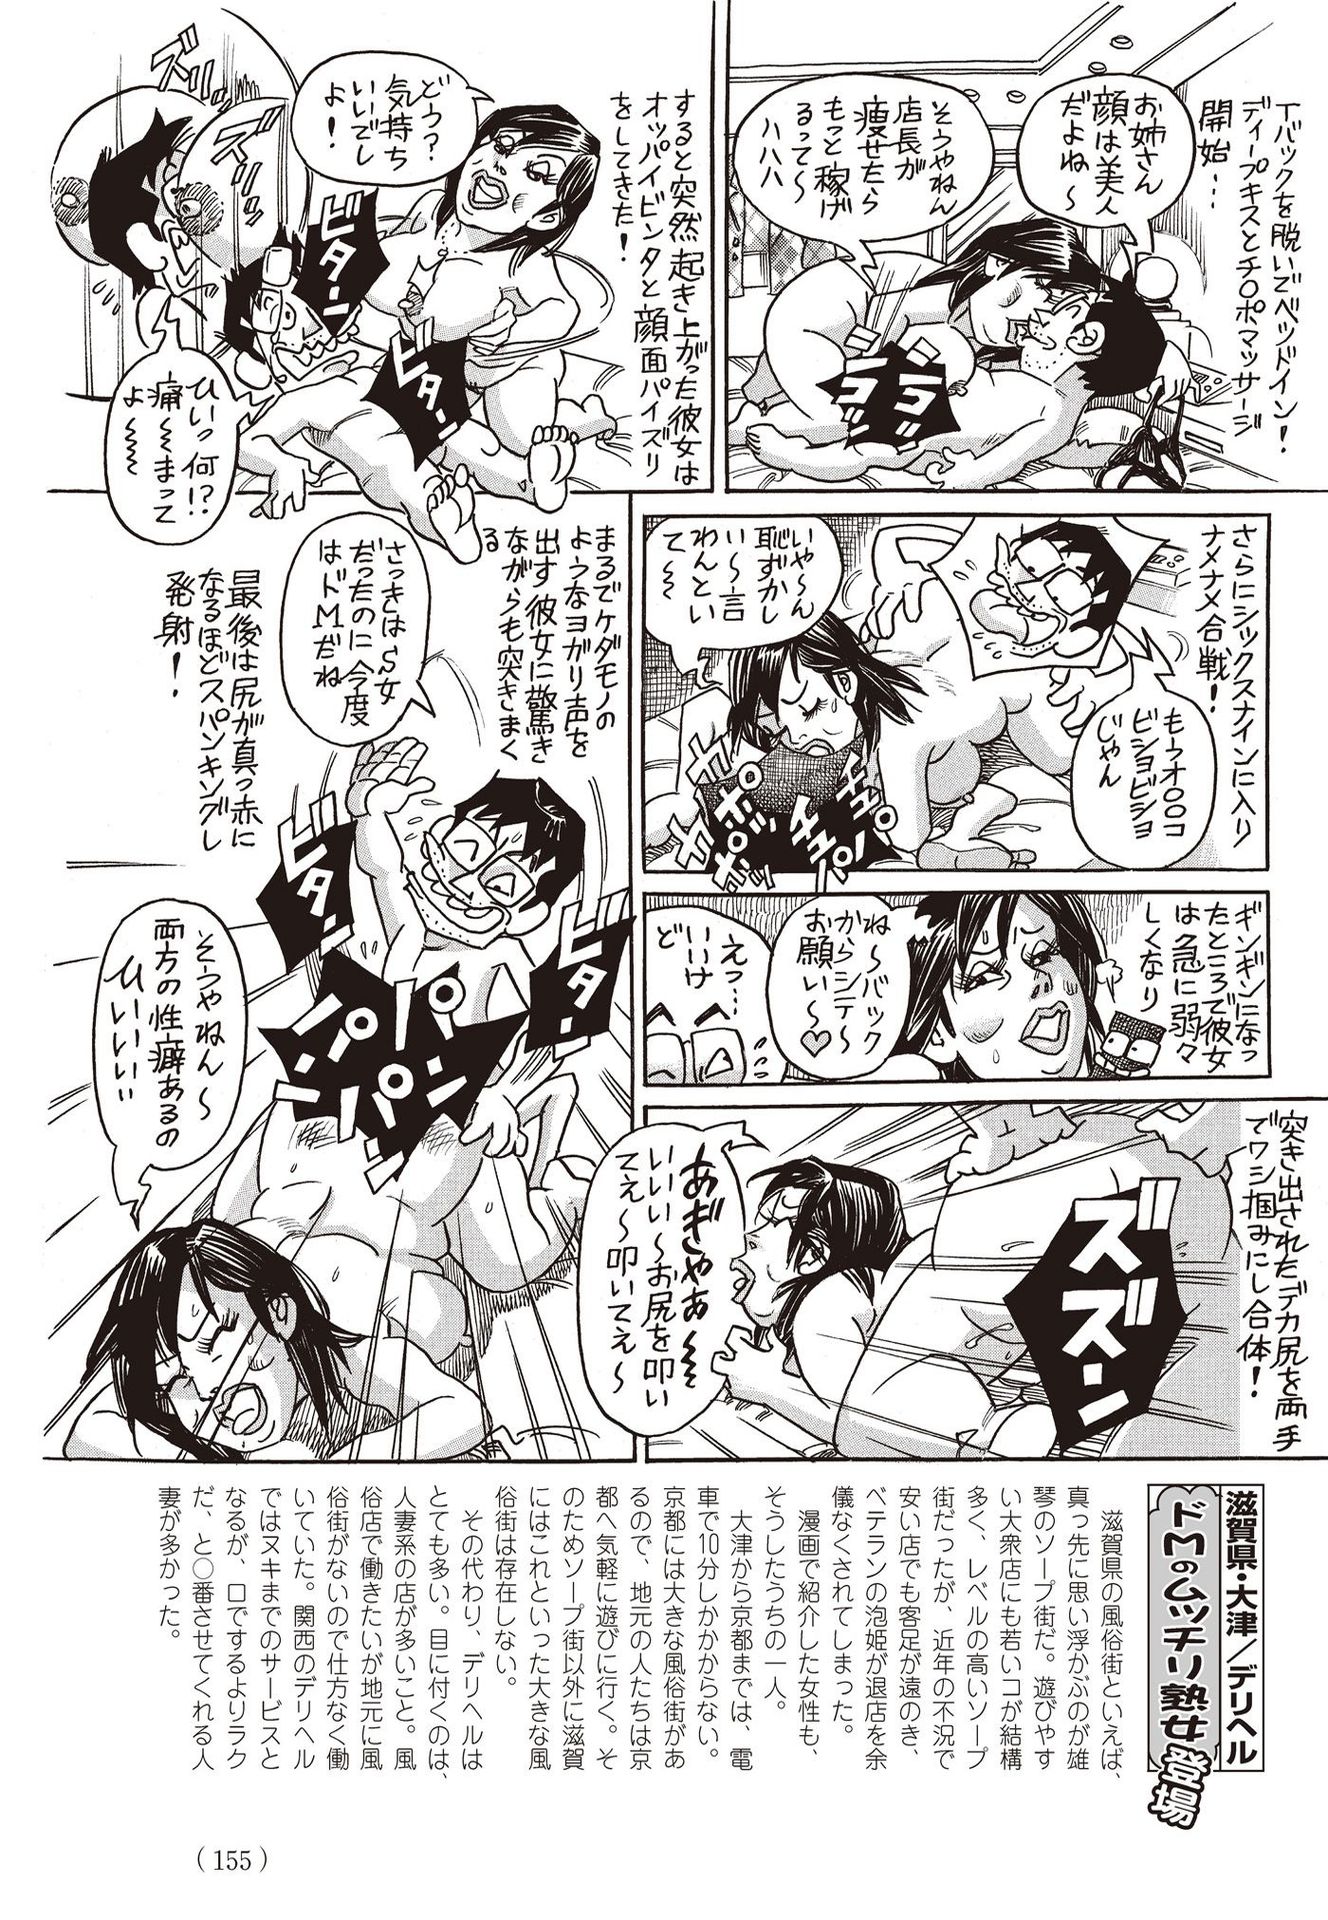 Tバックを脱いでベッドイン!
ディープキスとチ○ポマッサージ
開始…
お姉さん
顔は美人
だよね〜
そうやねん
店長が
痩せたら
もっと稼げ
るって〜
ハハハ
ブラ
ブラ
すると突然起き上がった彼女は
オッパイビンタと顔面パイズリ
をしてきた!
どう??
気持ち
いいでし
よ!
ズリッ
ズリッ
ビターン
ビターン
ひいっ何!?
痛〜まって
よ〜
さらにシックスナインに入り
ナメナメ合戦!
もうオ○○コ
ビショビショ
じゃん
いや〜ん
恥ずかし
い〜言
わんとい
て〜
チュポ
チュパ!
カポッ
ポッ
ギンギンになっ
たところで彼女
は急に弱々
しくなり
ね〜バック
からシテ〜
お願い〜♡
えっ…
いいけ
ど
突き出されたデカ尻を両手
でワシ掴みにし合体!
ズズン
あぎゃあ〜
いいい〜お尻を叩い
てえ〜叩いてえ〜
まるでケダモノの
ようなヨガリ声を
出す彼女に驚き
ながらも突きまく
る
さっきはS女
だったのに今度
はドMだね
最後は尻が真っ赤に
なるほどスパンキングし
発射!
ビターン
ビターン
パンパンパンッ
そうやねん〜
両方の性癖あるの
ひいいいい
滋賀県・大津/デリヘル
ドMのムッチリ熟女登場
滋賀県の風俗街といえば、
真っ先に思い浮かぶのが雄
琴のソープ街だ。遊びやす
い大衆店にも若いコが結構
多く、レベルの高いソープ
街だったが、近年の不況で
安い店でも客足が遠のき、
ベテランの泡姫が退店を余
儀なくされてしまった。
漫画で紹介した女性も、
そうしたうちの一人。
大津から京都までは、電
車で10分しかかからない。
京都には大きな風俗街があ
るので、地元の人たちは京
都へ気軽に遊びに行く。そ
のためソープ街以外に滋賀
にはこれといった大きな風
俗街は存在しない。
その代わり、デリヘルは
とても多い。目に付くのは、
人妻系の店が多いこと。風
俗店で働きたいが地元に風
俗街がないので仕方なく働
いていた。関西のデリヘル
ではヌキまでのサービスと
なるが、口でするよりラク
だ、と○番させてくれる人
妻が多かった。
(155)